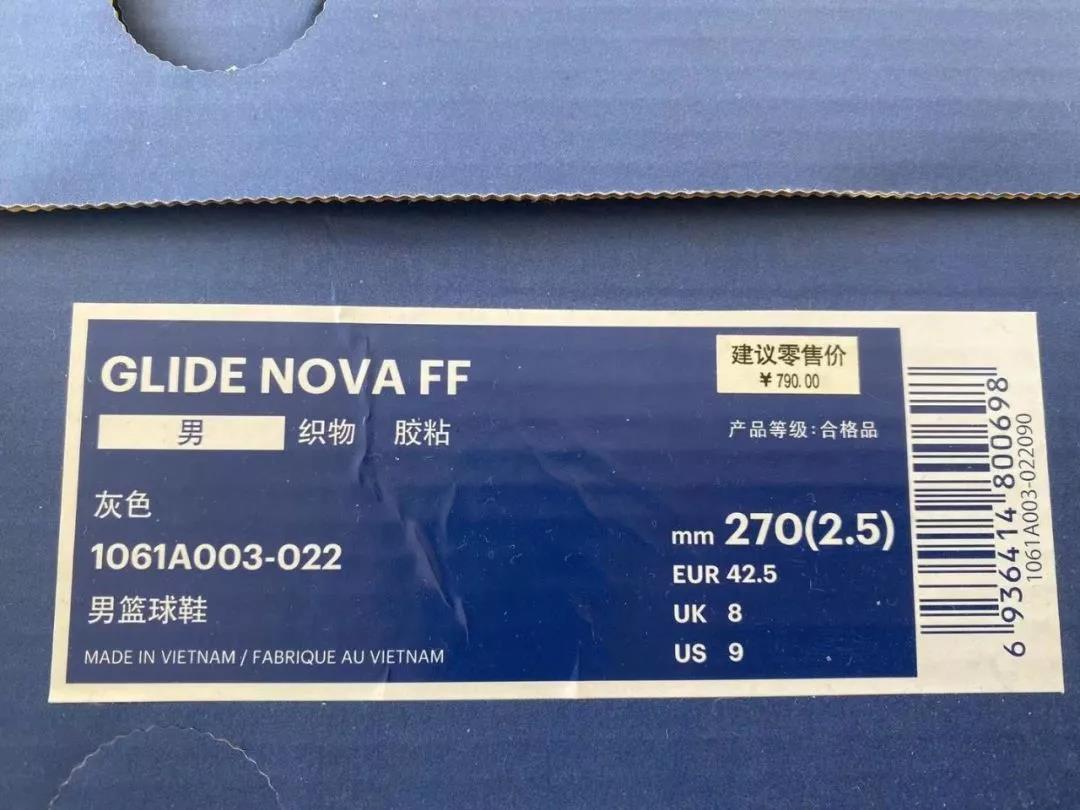 GLIDE NOVA FF
建议零售价
¥ 790.00
男 织物 胶粘
产品等级:合格品
灰色
1061A003-022
男篮球鞋
MADE IN VIETNAM / FABRIQUE AU VIETNAM
mm 270(2.5)
EUR 42.5
UK 8
US 9
6 936414 800698
1061A003-022090